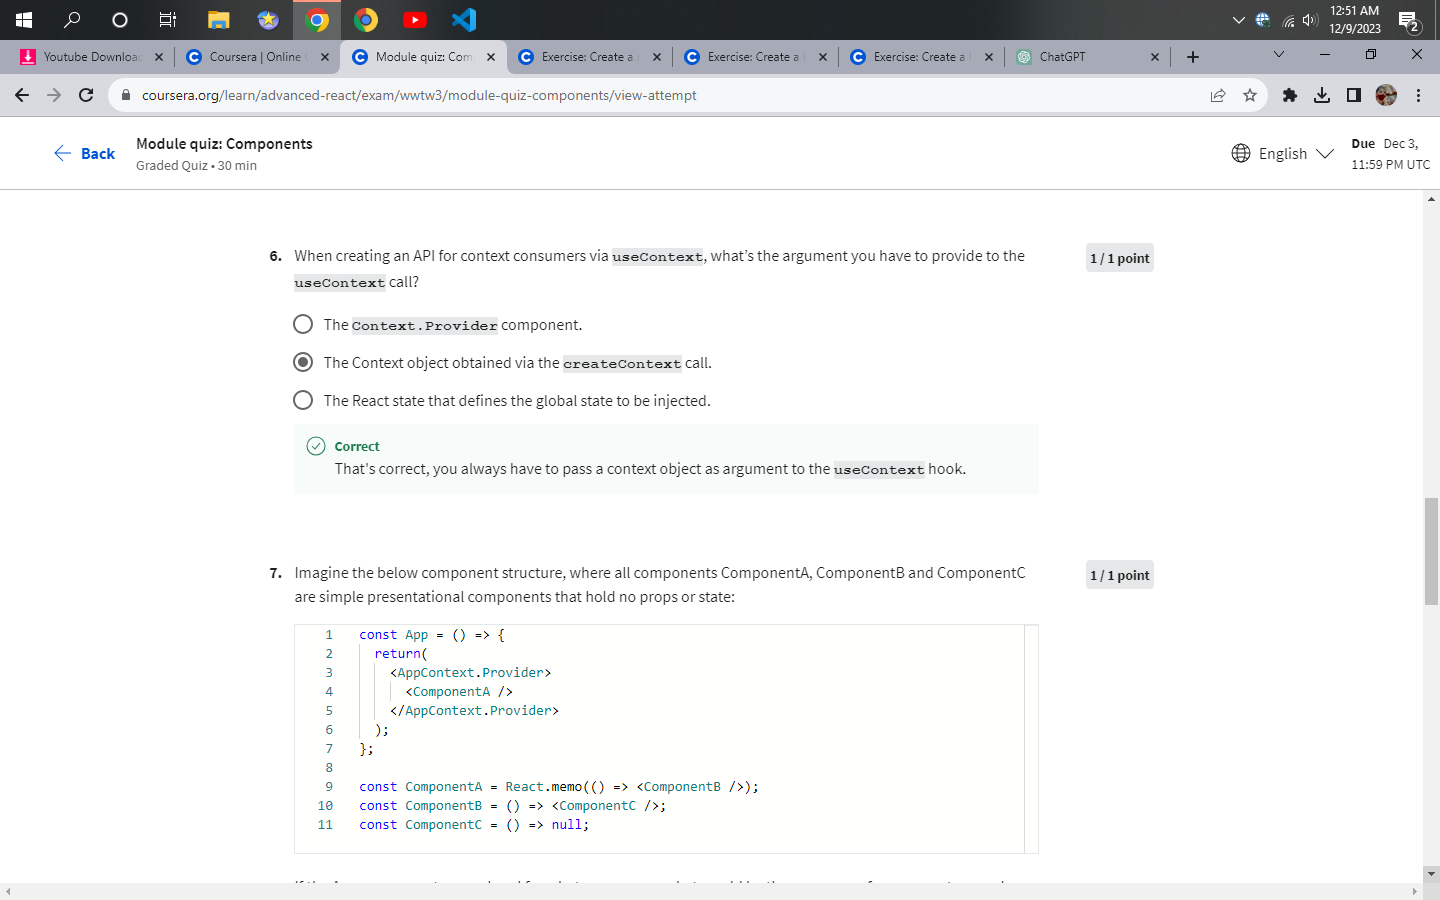 12:51 AM
12/9/2023
2
Youtube Downloa
Coursera | Online
Module quiz: Com
Exercise: Create a
Exercise: Create a
Exercise: Create a
ChatGPT
coursera.org/learn/advanced-react/exam/wwtw3/module-quiz-components/view-attempt
Back
Module quiz: Components
Graded Quiz • 30 min
English
Due Dec 3,
11:59 PM UTC
6. When creating an API for context consumers via useContext, what's the argument you have to provide to the
useContext call?
1 / 1 point
The Context.Provider component.
The Context object obtained via the createContext call.
The React state that defines the global state to be injected.
Correct
That's correct, you always have to pass a context object as argument to the useContext hook.
7. Imagine the below component structure, where all components ComponentA, ComponentB and ComponentC
are simple presentational components that hold no props or state:
1 / 1 point
1 const App = () => {
2 return(
3 <AppContext.Provider>
4 <ComponentA />
5 </AppContext.Provider>
6 );
7 };
8
9 const ComponentA = React.memo(() => <ComponentB />);
10 const ComponentB = () => <ComponentC />;
11 const ComponentC = () => null;